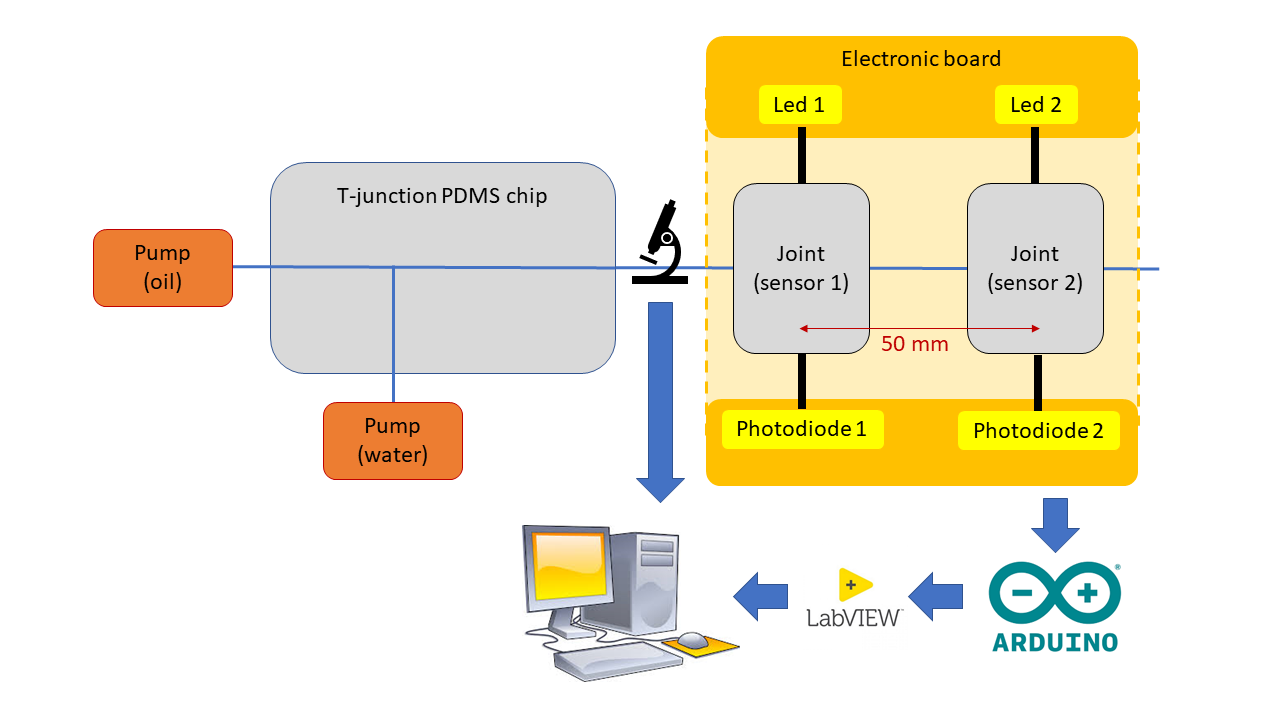 Electronic board
Led 1
Led 2
T-junction PDMS chip
Pump
(oil)
Joint
(sensor 1)
Joint
(sensor 2)
50 mm
Pump
(water)
Photodiode 1
Photodiode 2
LabVIEW™
ARDUINO
®